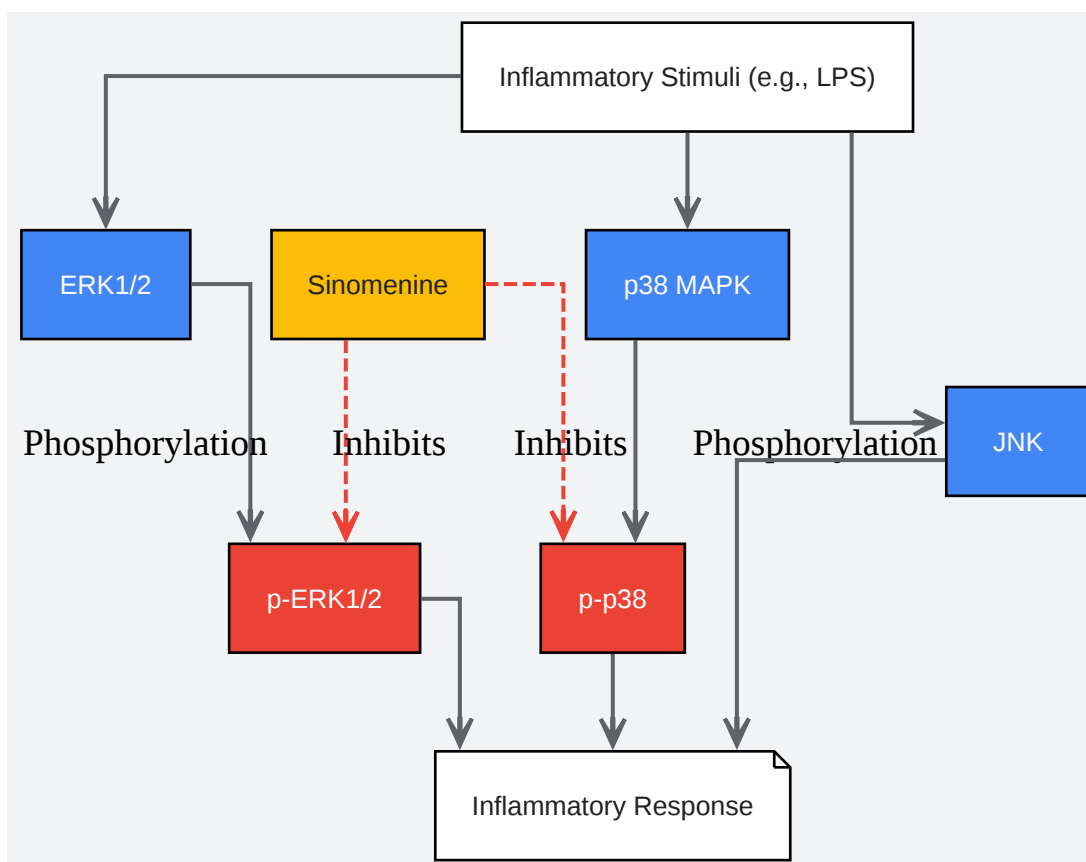 Inflammatory Stimuli (e.g., LPS)
ERK1/2
Sinomenine
p38 MAPK
Phosphorylation
Inhibits
Inhibits
Phosphorylation
JNK
p-ERK1/2
p-p38
Inflammatory Response